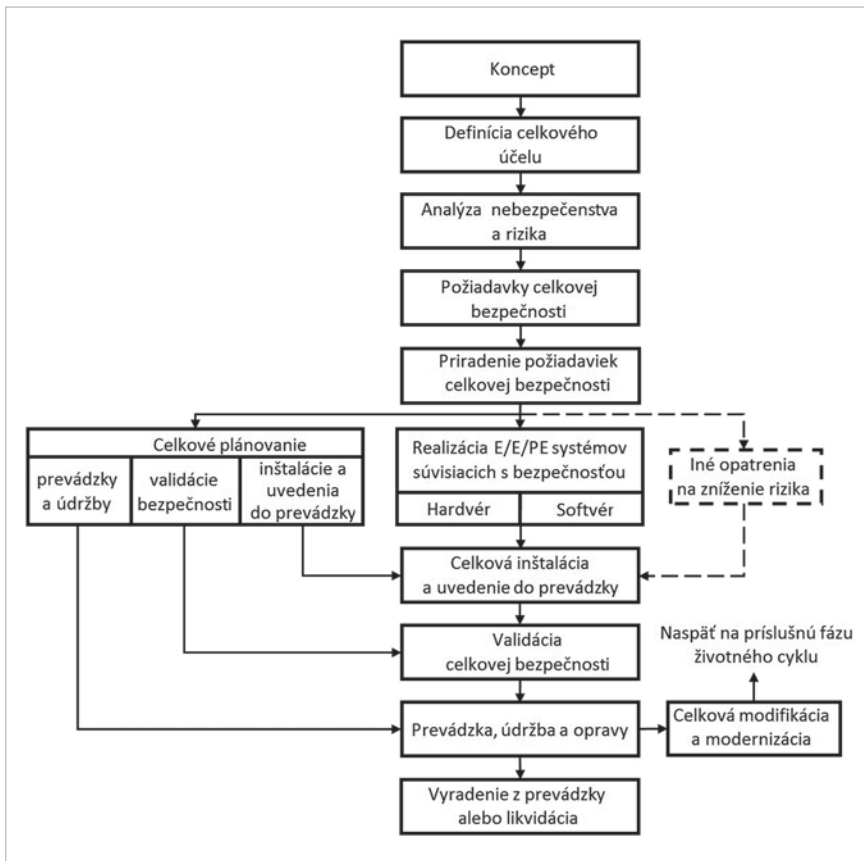 Koncept
Definícia celkového
účelu
Analýza nebezpečenstva
a rizika
Požiadavky celkovej
bezpečnosti
Priradenie požiadaviek
celkovej bezpečnosti
Celkové plánovanie
prevádzky
a údržby
validácie
bezpečnosti
inštalácie a
uvedenia
do prevádzky
Realizácia E/E/PE systémov
súvisiacich s bezpečnosťou
Hardvér
Softvér
Iné opatrenia
na zníženie rizika
Celková inštalácia
a uvedenie do prevádzky
Validácia
celkovej bezpečnosti
Naspäť na príslušnú fázu
životného cyklu
Prevádzka, údržba a opravy
Celková modifikácia
a modernizácia
Vyradenie z prevádzky
alebo likvidácia